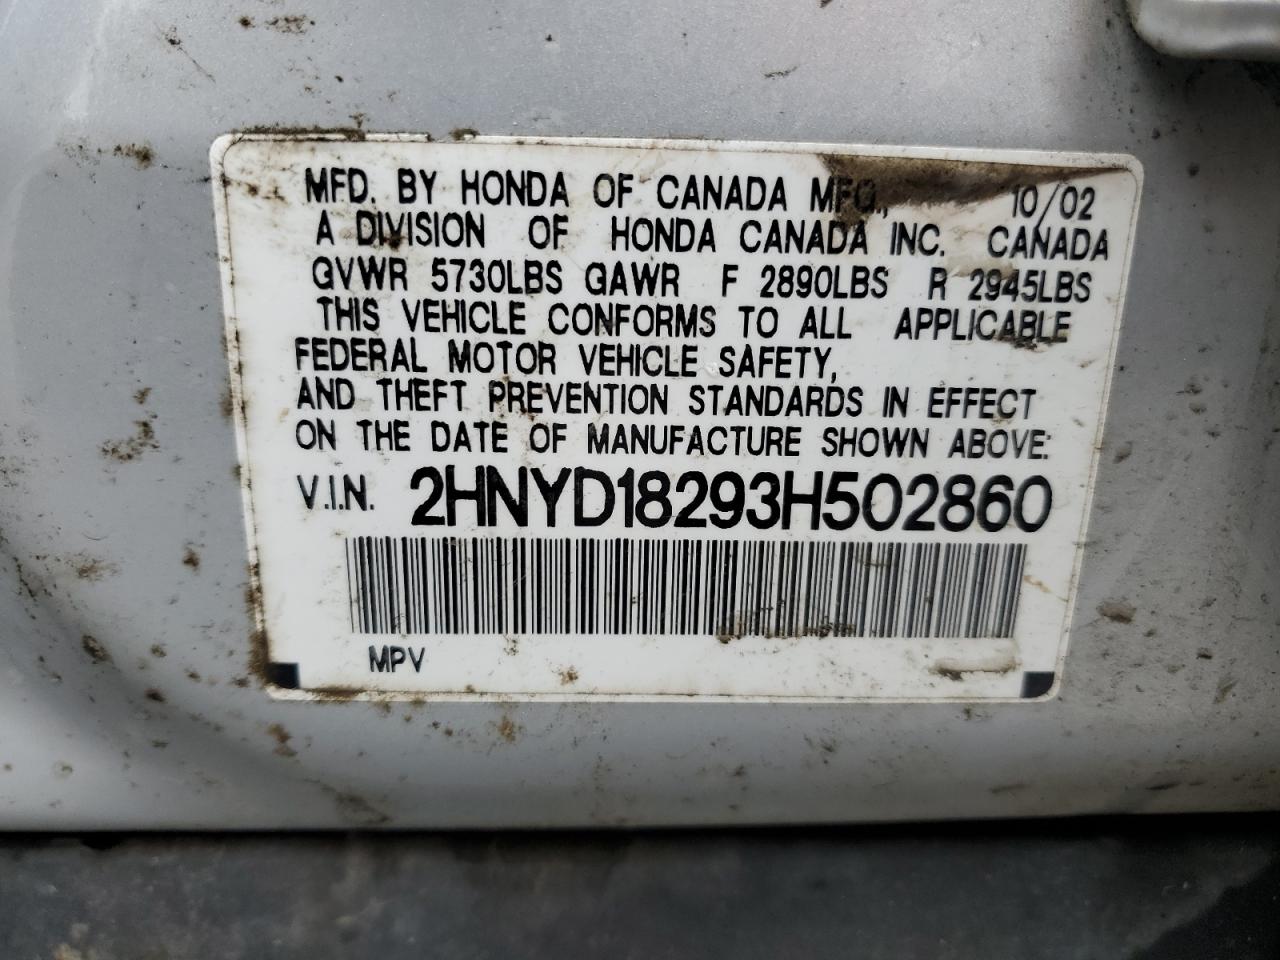 MFD. BY HONDA OF CANADA MFG., 10/02
A DIVISION OF HONDA CANADA INC. CANADA
GVWR 5730LBS GAWR F 2890LBS R 2945LBS
THIS VEHICLE CONFORMS TO ALL APPLICABLE
FEDERAL MOTOR VEHICLE SAFETY,
AND THEFT PREVENTION STANDARDS IN EFFECT
ON THE DATE OF MANUFACTURE SHOWN ABOVE:
V.I.N. 2HNYD18293H502860
MPV